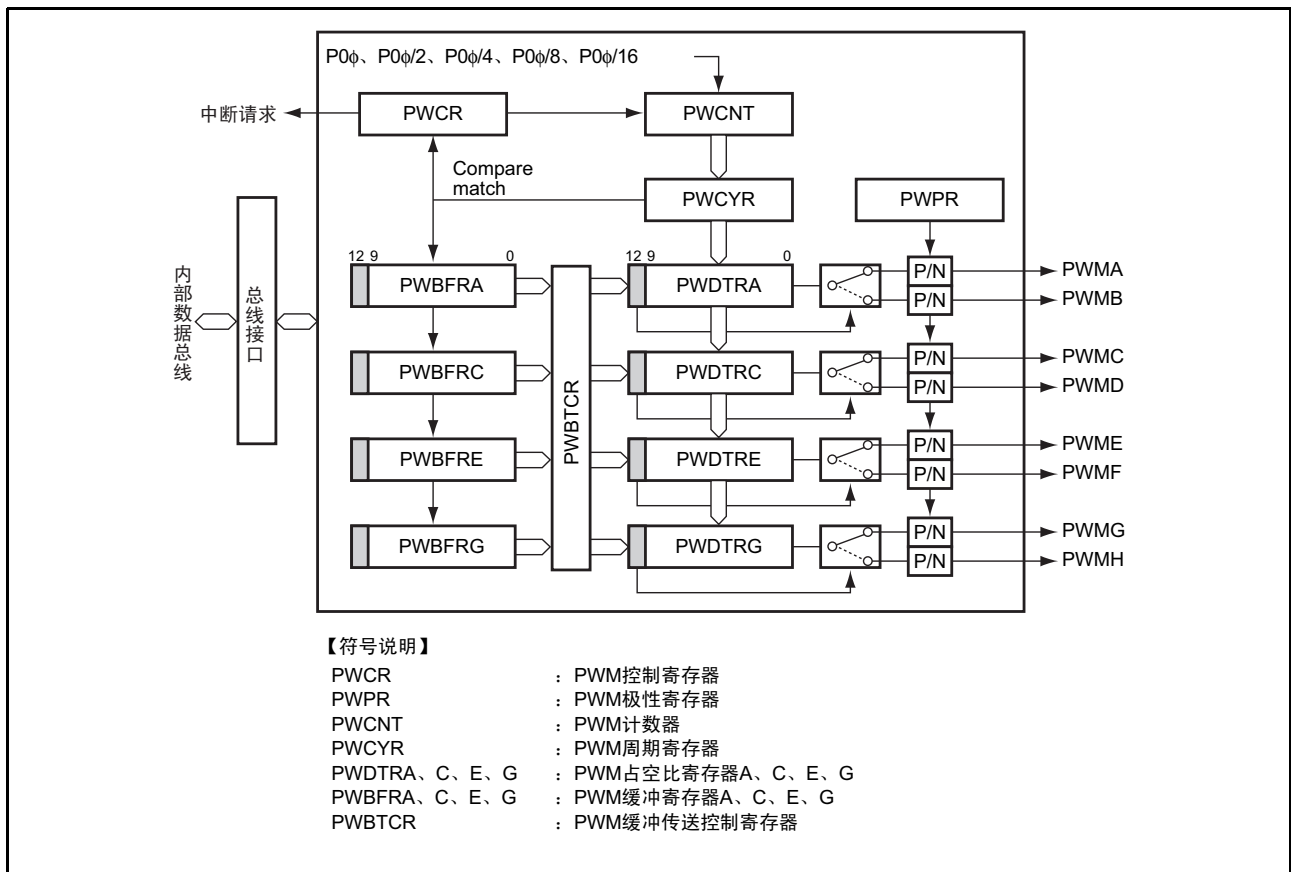 P0ϕ、P0ϕ/2、P0ϕ/4、P0ϕ/8、P0ϕ/16
中断请求
PWCR
PWCNT
Compare
match
PWCYR
PWPR
12 9
0
12 9
0
PWBFRA
PWDTRA
P/N
PWMA
P/N
PWMB
内部数据总线
总线接口
PWBTCR
PWBFRC
PWDTRC
P/N
PWMC
P/N
PWMD
PWBFRE
PWDTRE
P/N
PWME
P/N
PWMF
PWBFRG
PWDTRG
P/N
PWMG
P/N
PWMH
【符号说明】
PWCR : PWM控制寄存器
PWPR : PWM极性寄存器
PWCNT : PWM计数器
PWCYR : PWM周期寄存器
PWDTRA、C、E、G : PWM占空比寄存器A、C、E、G
PWBFRA、C、E、G : PWM缓冲寄存器A、C、E、G
PWBTCR : PWM缓冲传送控制寄存器